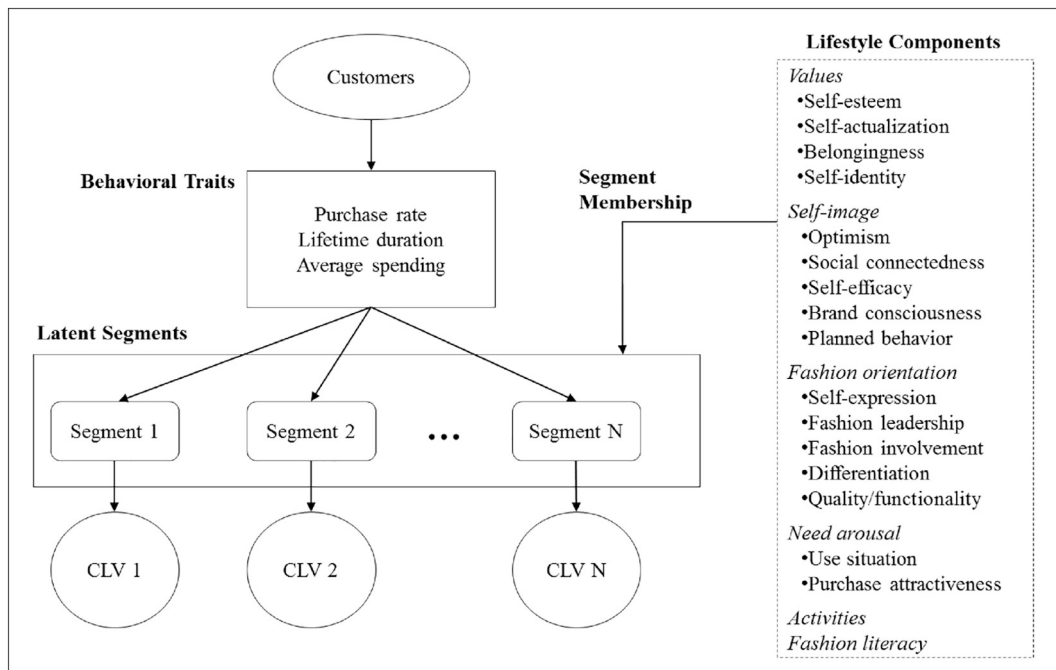 Customers
Behavioral Traits
Purchase rate
Lifetime duration
Average spending
Segment
Membership
Latent Segments
Segment 1
Segment 2
...
Segment N
CLV 1
CLV 2
CLV N
Lifestyle Components
Values
•Self-esteem
•Self-actualization
•Belongingness
•Self-identity
Self-image
•Optimism
•Social connectedness
•Self-efficacy
•Brand consciousness
•Planned behavior
Fashion orientation
•Self-expression
•Fashion leadership
•Fashion involvement
•Differentiation
•Quality/functionality
Need arousal
•Use situation
•Purchase attractiveness
Activities
Fashion literacy